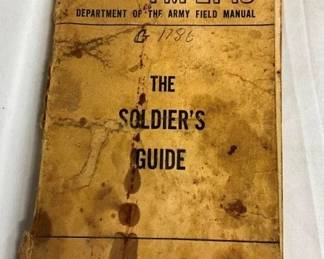 DEPARTMENT OF THE ARMY FIELD MANUAL
G 1786
THE
SOLDIER'S
GUIDE